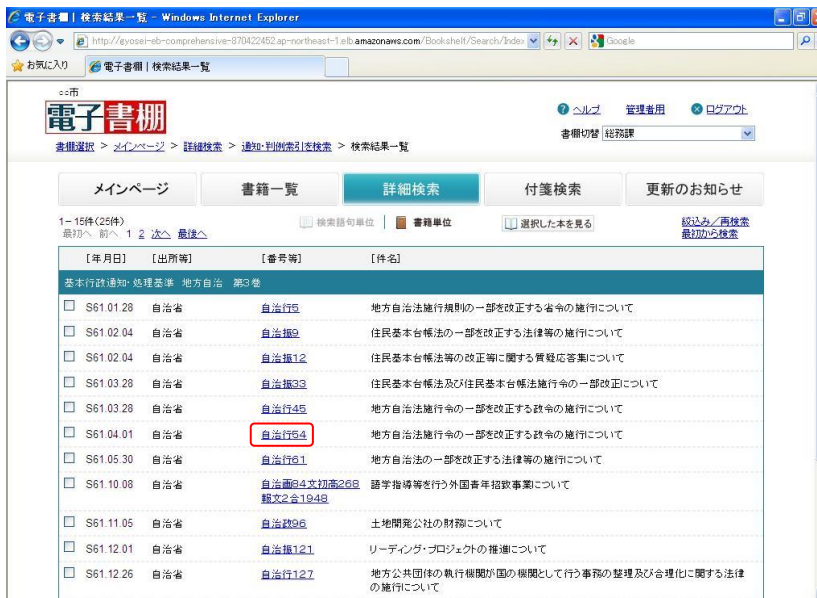 電子書棚 | 検索結果一覧 - Windows Internet Explorer
http://gyosei-eb-comprehensive-870422452.ap-northeast-1.elb.amazonaws.com/Bookshelf/Search/Index
Google
お気に入り 電子書棚 | 検索結果一覧
○○市
電子書棚
ヘルプ 管理者用 ログアウト
書棚切替 総務課
書棚選択 > メインページ > 詳細検索 > 通知・判例索引を検索 > 検索結果一覧
メインページ 書籍一覧 詳細検索 付箋検索 更新のお知らせ
1-15件(25件) 検索語句単位 書籍単位 選択した本を見る 絞込み/再検索
最初へ 前へ 1 2 次へ 最後へ 最初から検索
[年月日] [出所等] [番号等] [件名]
基本行政通知・処理基準 地方自治 第3巻
S61.01.28 自治省 自治行5 地方自治法施行規則の一部を改正する省令の施行について
S61.02.04 自治省 自治振9 住民基本台帳法の一部を改正する法律等の施行について
S61.02.04 自治省 自治振12 住民基本台帳法等の改正等に関する質疑応答集について
S61.03.28 自治省 自治振33 住民基本台帳法及び住民基本台帳法施行令の一部改正について
S61.03.28 自治省 自治行45 地方自治法施行令の一部を改正する政令の施行について
S61.04.01 自治省 自治行54 地方自治法施行令の一部を改正する政令の施行について
S61.05.30 自治省 自治行61 地方自治法の一部を改正する法律等の施行について
S61.10.08 自治省 自治画84文初高268 語学指導等を行う外国青年招致事業について
報文2合1948
S61.11.05 自治省 自治政96 土地開発公社の財務について
S61.12.01 自治省 自治振121 リーディング・プロジェクトの推進について
S61.12.26 自治省 自治行127 地方公共団体の執行機関が国の機関として行う事務の整理及び合理化に関する法律
の施行について